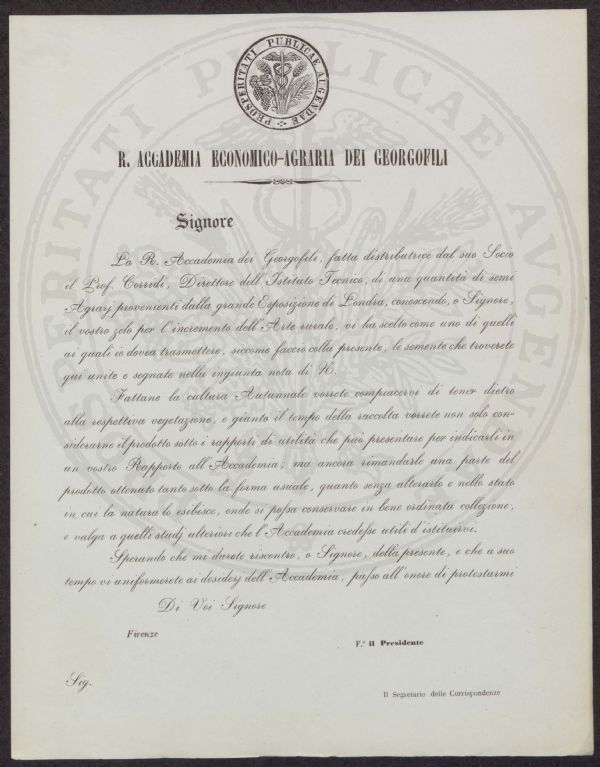 PROSPERITATI PUBLICAE AUGENDAE
R. ACCADEMIA ECONOMICO-AGRARIA DEI GEORGOFILI
Signore
La R. Accademia dei Georgofili, fatta distributrice dal suo Socio
il Prof. Corridi, Direttore dell'Istituto Tecnico, di una quantità di semi
Agrarj provenienti dalla grande Esposizione di Londra, conoscendo, o Signore,
il vostro zelo per l'incremento dell'Arte rurale, vi ha scelto come uno di quelli
ai quali io dovea trasmettere, siccome faccio colla presente, le semente che troverete
qui unite e segnate nella ingiunta nota di N.
Fattane la cultura Autunnale vorrete compiacervi di tener dietro
alla respettiva vegetazione, e giunto il tempo della raccolta vorrete non solo con-
siderarne il prodotto sotto i rapporti di utilità che può presentare per indicarli in
un vostro Rapporto all'Accademia, ma ancora rimandarle una parte del
prodotto ottenuto tanto sotto la forma usuale, quanto senza alterarlo e nello stato
in cui la natura lo esibisce, onde si possa conservare in bene ordinata collezione,
e valga a quelli studj ulteriori che l'Accademia credesse utili d'istituirvi.
Sperando che mi darete riscontro, o Signore, della presente, e che a suo
tempo vi uniformerete ai desiderj dell'Accademia, passo all'onore di protestarmi
Di Voi Signore
Firenze
V.° il Presidente
Sig.
Il Segretario delle Corrispondenze
PROSPERITATI PUBLICAE AUGENDAE